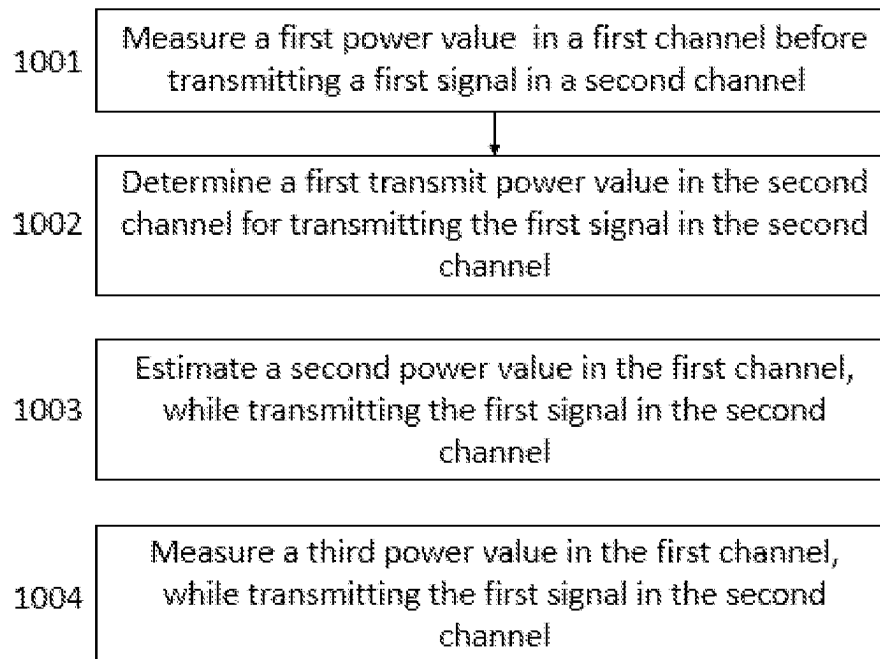 1001
Measure a first power value in a first channel before
transmitting a first signal in a second channel
1002
Determine a first transmit power value in the second
channel for transmitting the first signal in the second
channel
1003
Estimate a second power value in the first channel,
while transmitting the first signal in the second
channel
1004
Measure a third power value in the first channel,
while transmitting the first signal in the second
channel